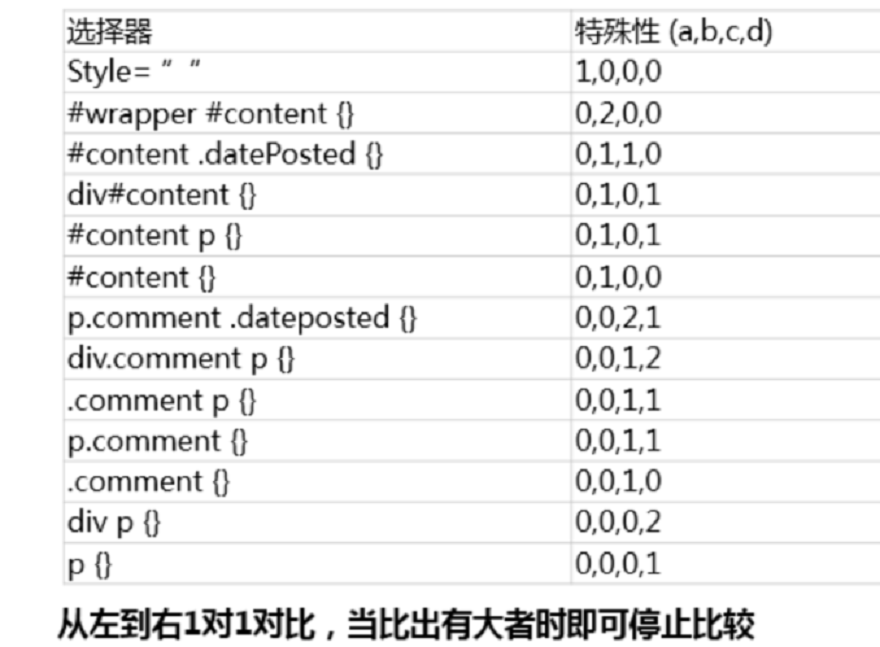 选择器 特殊性 (a,b,c,d)
Style= “ ” 1,0,0,0
#wrapper #content {} 0,2,0,0
#content .datePosted {} 0,1,1,0
div#content {} 0,1,0,1
#content p {} 0,1,0,1
#content {} 0,1,0,0
p.comment .dateposted {} 0,0,2,1
div.comment p {} 0,0,1,2
.comment p {} 0,0,1,1
p.comment {} 0,0,1,1
.comment {} 0,0,1,0
div p {} 0,0,0,2
p {} 0,0,0,1
从左到右1对1对比，当比出有大者时即可停止比较